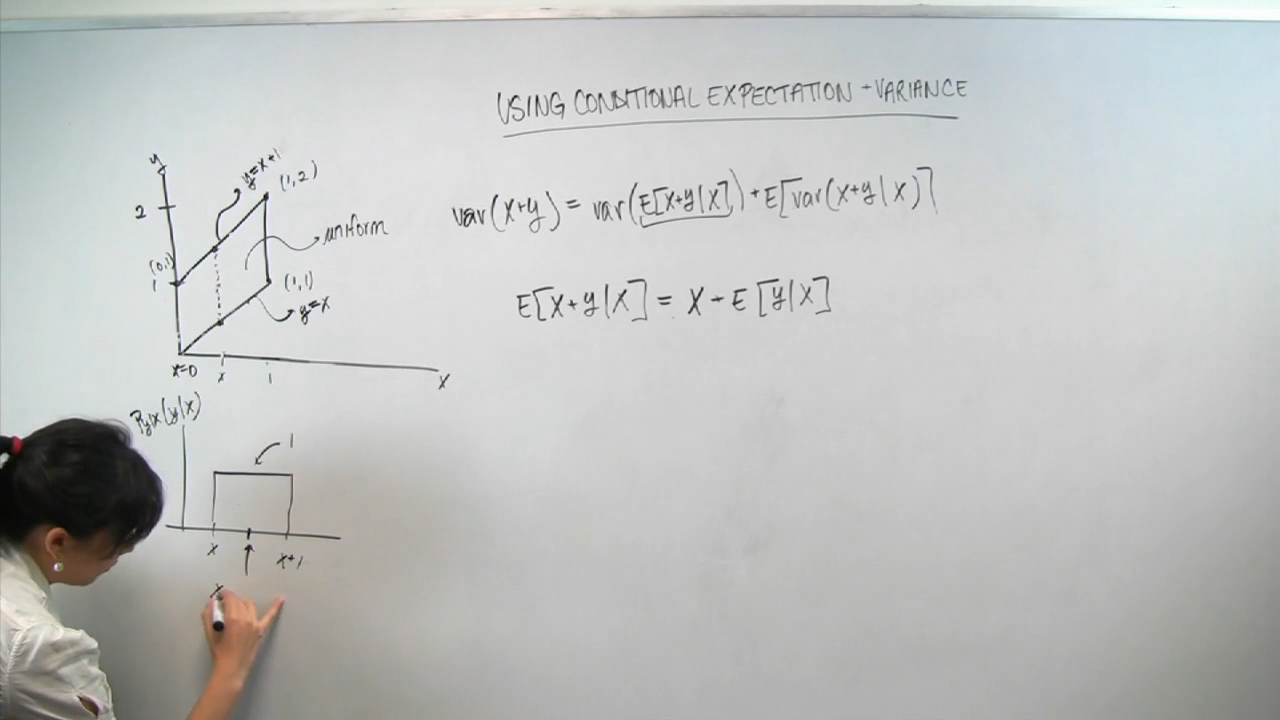 USING CONDITIONAL EXPECTATION + VARIANCE
var(X+Y) = var(E[X+Y|X]) + E[var(X+Y|X)]
E[X+Y|X] = X + E[Y|X]
y
2
y=x+1
(1,2)
uniform
(0,1)
1
(1,1)
y=x
x=0
x
1
x
Py|x(y|x)
1
x
x+1
x